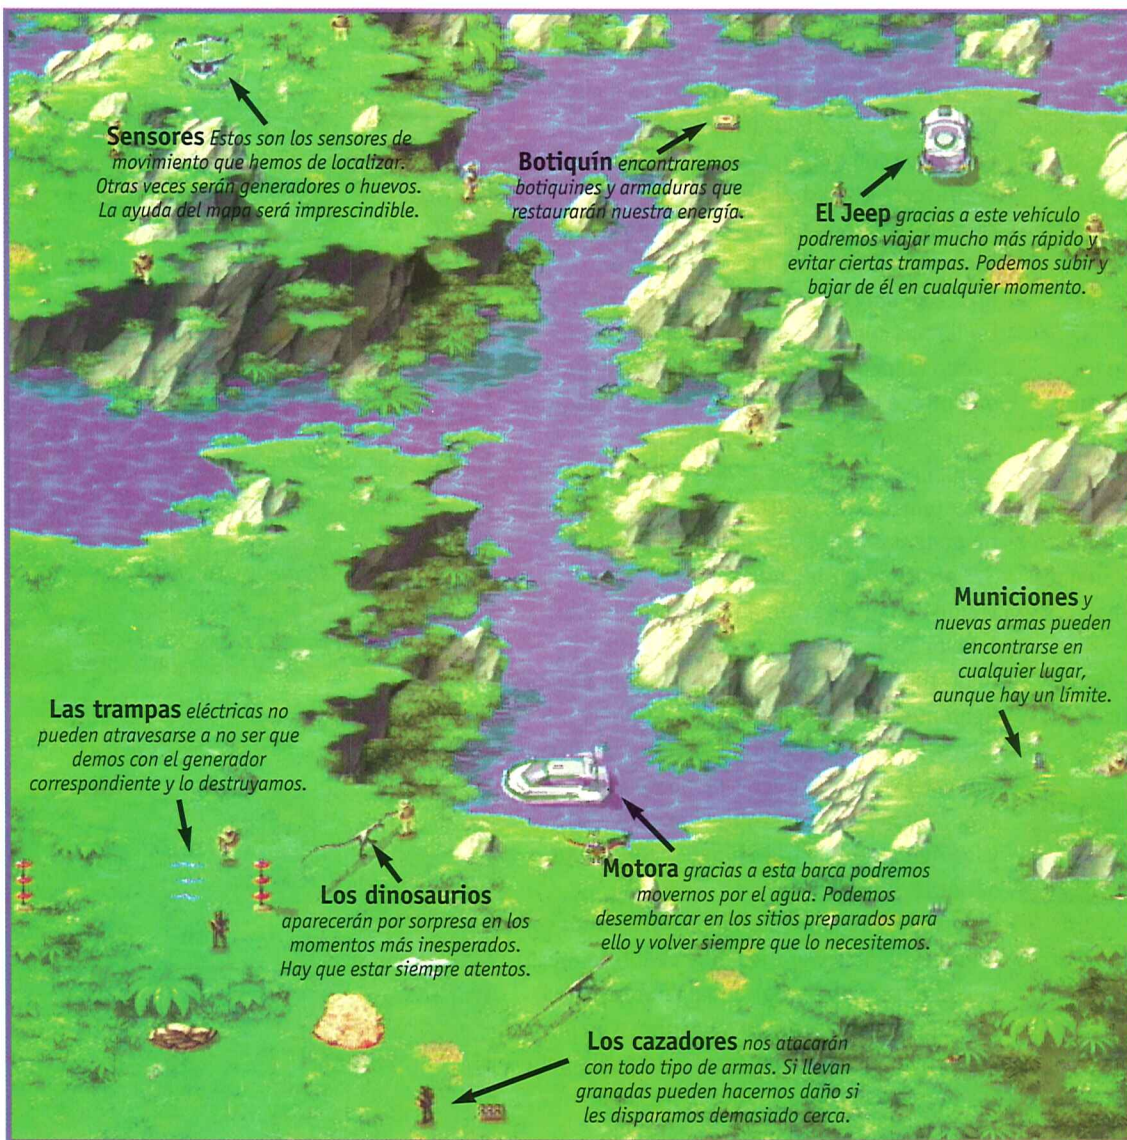 Sensores Estos son los sensores de
movimiento que hemos de localizar.
Otras veces serán generadores o huevos.
La ayuda del mapa será imprescindible.
Botiquín encontraremos
botiquines y armaduras que
restaurarán nuestra energía.
El Jeep gracias a este vehículo
podremos viajar mucho más rápido y
evitar ciertas trampas. Podemos subir y
bajar de él en cualquier momento.
Municiones y
nuevas armas pueden
encontrarse en
cualquier lugar,
aunque hay un límite.
Las trampas eléctricas no
pueden atravesarse a no ser que
demos con el generador
correspondiente y lo destruyamos.
Los dinosaurios
aparecerán por sorpresa en los
momentos más inesperados.
Hay que estar siempre atentos.
Motora gracias a esta barca podremos
movernos por el agua. Podemos
desembarcar en los sitios preparados para
ello y volver siempre que lo necesitemos.
Los cazadores nos atacarán
con todo tipo de armas. Si llevan
granadas pueden hacernos daño si
les disparamos demasiado cerca.